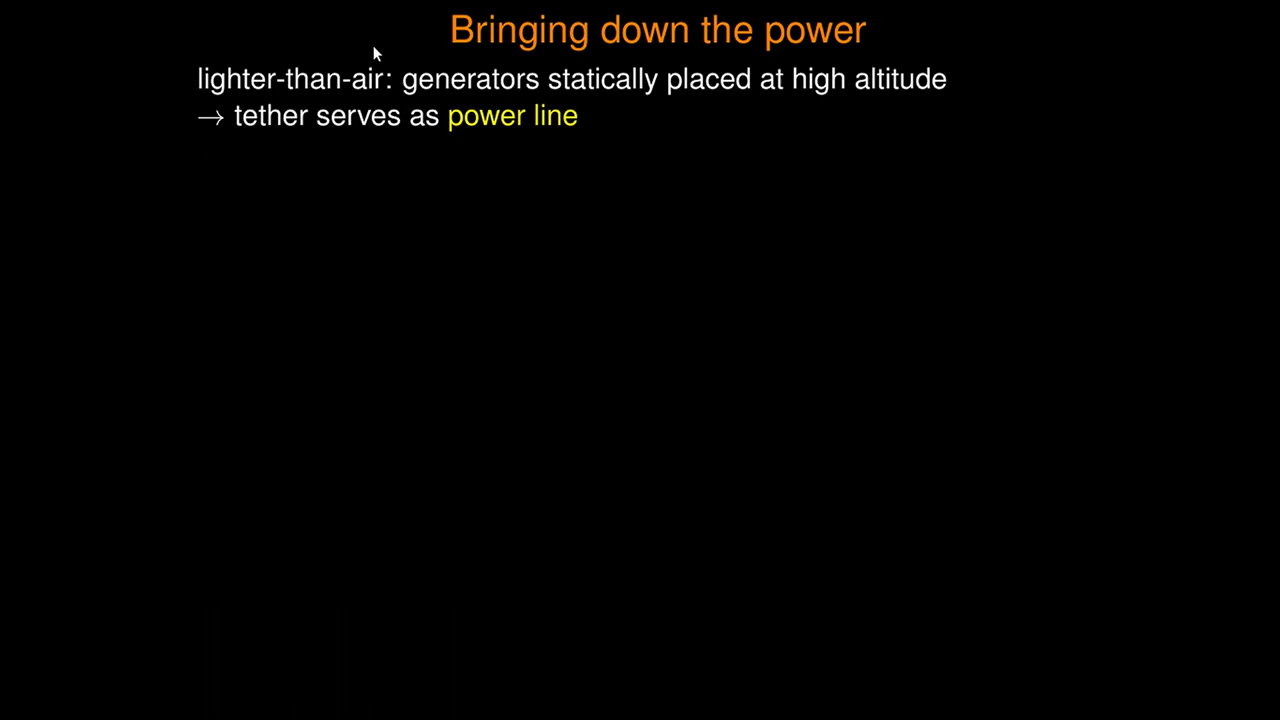 Bringing down the power
lighter-than-air: generators statically placed at high altitude
→ tether serves as power line